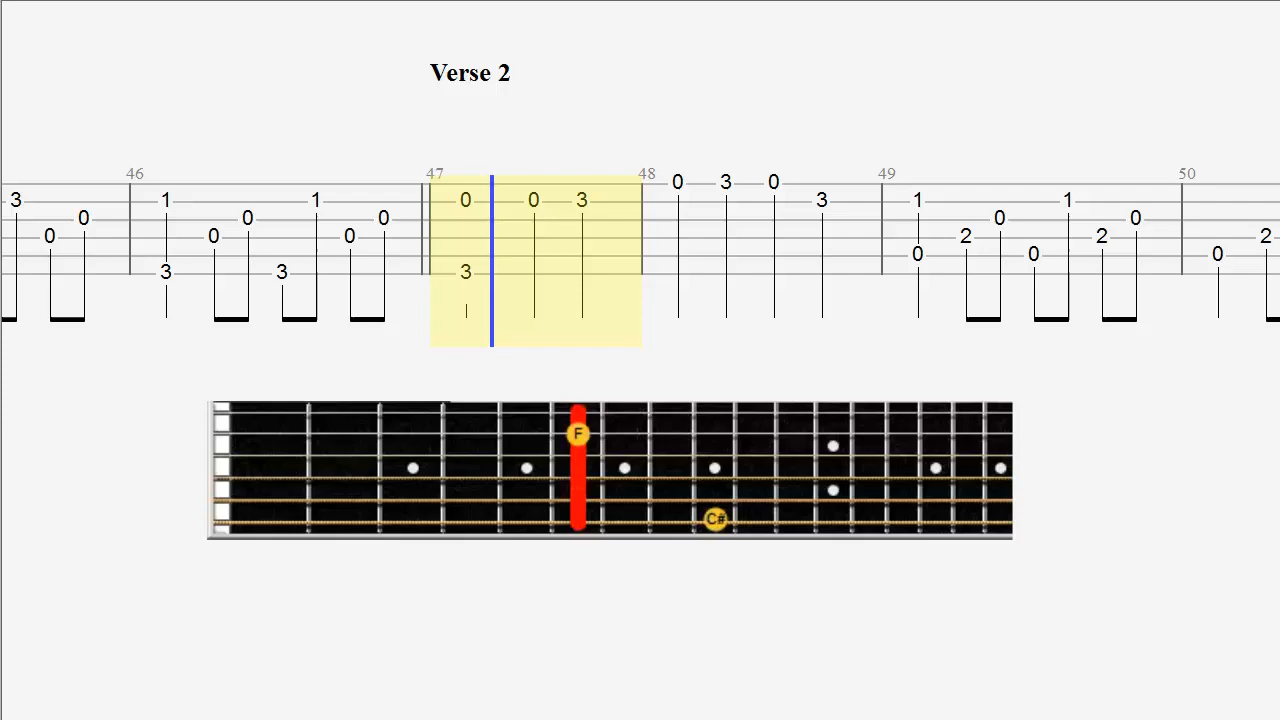 Verse 2
46 47 48 49 50
0 3 0
3 1 1 0 0 3 3 1 1
0 0 0 0 0
0 0 0 2 2 2
0 0 0
3 3 3
F
C#